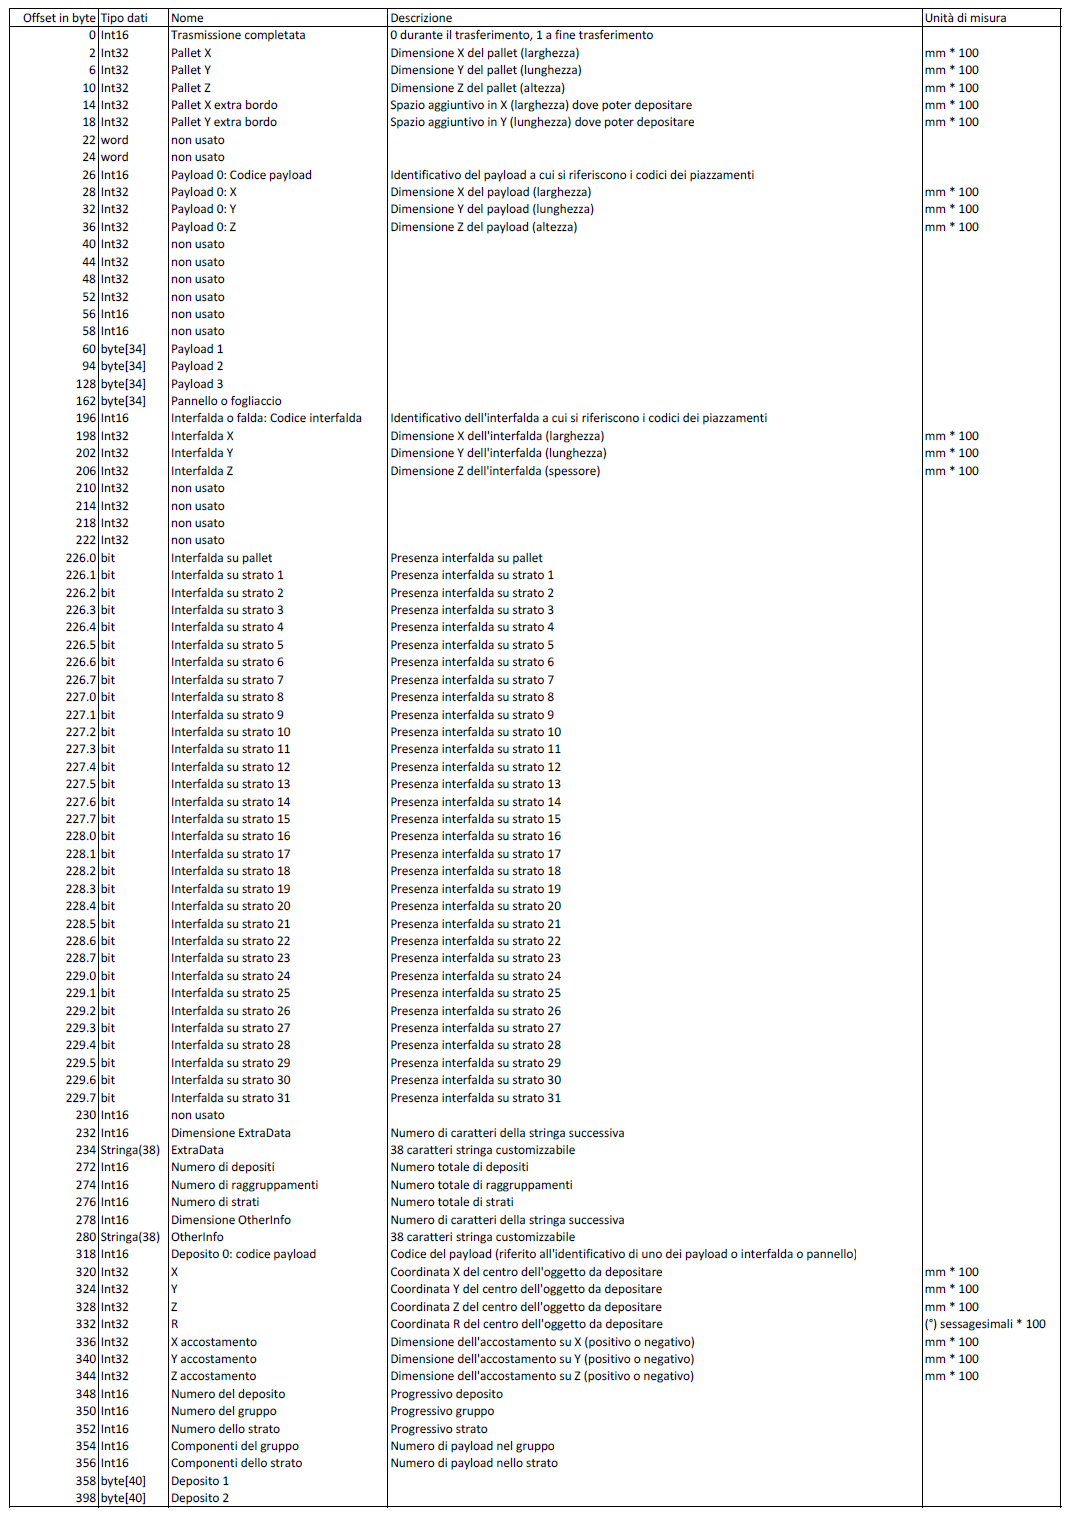 Offset in byte Tipo dati Nome Descrizione Unità di misura
0 Int16 Trasmissione completata 0 durante il trasferimento, 1 a fine trasferimento
2 Int32 Pallet X Dimensione X del pallet (larghezza) mm * 100
6 Int32 Pallet Y Dimensione Y del pallet (lunghezza) mm * 100
10 Int32 Pallet Z Dimensione Z del pallet (altezza) mm * 100
14 Int32 Pallet X extra bordo Spazio aggiuntivo in X (larghezza) dove poter depositare mm * 100
18 Int32 Pallet Y extra bordo Spazio aggiuntivo in Y (lunghezza) dove poter depositare mm * 100
22 word non usato
24 word non usato
26 Int16 Payload 0: Codice payload Identificativo del payload a cui si riferiscono i codici dei piazzamenti
28 Int32 Payload 0: X Dimensione X del payload (larghezza) mm * 100
32 Int32 Payload 0: Y Dimensione Y del payload (lunghezza) mm * 100
36 Int32 Payload 0: Z Dimensione Z del payload (altezza) mm * 100
40 Int32 non usato
44 Int32 non usato
48 Int32 non usato
52 Int32 non usato
56 Int16 non usato
58 Int16 non usato
60 byte[34] Payload 1
94 byte[34] Payload 2
128 byte[34] Payload 3
162 byte[34] Pannello o fogliaccio
196 Int16 Interfalda o falda: Codice interfalda Identificativo dell'interfalda a cui si riferiscono i codici dei piazzamenti
198 Int32 Interfalda X Dimensione X dell'interfalda (larghezza) mm * 100
202 Int32 Interfalda Y Dimensione Y dell'interfalda (lunghezza) mm * 100
206 Int32 Interfalda Z Dimensione Z dell'interfalda (spessore) mm * 100
210 Int32 non usato
214 Int32 non usato
218 Int32 non usato
222 Int32 non usato
226.0 bit Interfalda su pallet Presenza interfalda su pallet
226.1 bit Interfalda su strato 1 Presenza interfalda su strato 1
226.2 bit Interfalda su strato 2 Presenza interfalda su strato 2
226.3 bit Interfalda su strato 3 Presenza interfalda su strato 3
226.4 bit Interfalda su strato 4 Presenza interfalda su strato 4
226.5 bit Interfalda su strato 5 Presenza interfalda su strato 5
226.6 bit Interfalda su strato 6 Presenza interfalda su strato 6
226.7 bit Interfalda su strato 7 Presenza interfalda su strato 7
227.0 bit Interfalda su strato 8 Presenza interfalda su strato 8
227.1 bit Interfalda su strato 9 Presenza interfalda su strato 9
227.2 bit Interfalda su strato 10 Presenza interfalda su strato 10
227.3 bit Interfalda su strato 11 Presenza interfalda su strato 11
227.4 bit Interfalda su strato 12 Presenza interfalda su strato 12
227.5 bit Interfalda su strato 13 Presenza interfalda su strato 13
227.6 bit Interfalda su strato 14 Presenza interfalda su strato 14
227.7 bit Interfalda su strato 15 Presenza interfalda su strato 15
228.0 bit Interfalda su strato 16 Presenza interfalda su strato 16
228.1 bit Interfalda su strato 17 Presenza interfalda su strato 17
228.2 bit Interfalda su strato 18 Presenza interfalda su strato 18
228.3 bit Interfalda su strato 19 Presenza interfalda su strato 19
228.4 bit Interfalda su strato 20 Presenza interfalda su strato 20
228.5 bit Interfalda su strato 21 Presenza interfalda su strato 21
228.6 bit Interfalda su strato 22 Presenza interfalda su strato 22
228.7 bit Interfalda su strato 23 Presenza interfalda su strato 23
229.0 bit Interfalda su strato 24 Presenza interfalda su strato 24
229.1 bit Interfalda su strato 25 Presenza interfalda su strato 25
229.2 bit Interfalda su strato 26 Presenza interfalda su strato 26
229.3 bit Interfalda su strato 27 Presenza interfalda su strato 27
229.4 bit Interfalda su strato 28 Presenza interfalda su strato 28
229.5 bit Interfalda su strato 29 Presenza interfalda su strato 29
229.6 bit Interfalda su strato 30 Presenza interfalda su strato 30
229.7 bit Interfalda su strato 31 Presenza interfalda su strato 31
230 Int16 non usato
232 Int16 Dimensione ExtraData Numero di caratteri della stringa successiva
234 Stringa(38) ExtraData 38 caratteri stringa customizzabile
272 Int16 Numero di depositi Numero totale di depositi
274 Int16 Numero di raggruppamenti Numero totale di raggruppamenti
276 Int16 Numero di strati Numero totale di strati
278 Int16 Dimensione OtherInfo Numero di caratteri della stringa successiva
280 Stringa(38) OtherInfo 38 caratteri stringa customizzabile
318 Int16 Deposito 0: codice payload Codice del payload (riferito all'identificativo di uno dei payload o interfalda o pannello)
320 Int32 X Coordinata X del centro dell'oggetto da depositare mm * 100
324 Int32 Y Coordinata Y del centro dell'oggetto da depositare mm * 100
328 Int32 Z Coordinata Z del centro dell'oggetto da depositare mm * 100
332 Int32 R Coordinata R del centro dell'oggetto da depositare (°) sessagesimali * 100
336 Int32 X accostamento Dimensione dell'accostamento su X (positivo o negativo) mm * 100
340 Int32 Y accostamento Dimensione dell'accostamento su Y (positivo o negativo) mm * 100
344 Int32 Z accostamento Dimensione dell'accostamento su Z (positivo o negativo) mm * 100
348 Int16 Numero del deposito Progressivo deposito
350 Int16 Numero del gruppo Progressivo gruppo
352 Int16 Numero dello strato Progressivo strato
354 Int16 Componenti del gruppo Numero di payload nel gruppo
356 Int16 Componenti dello strato Numero di payload nello strato
358 byte[40] Deposito 1
398 byte[40] Deposito 2